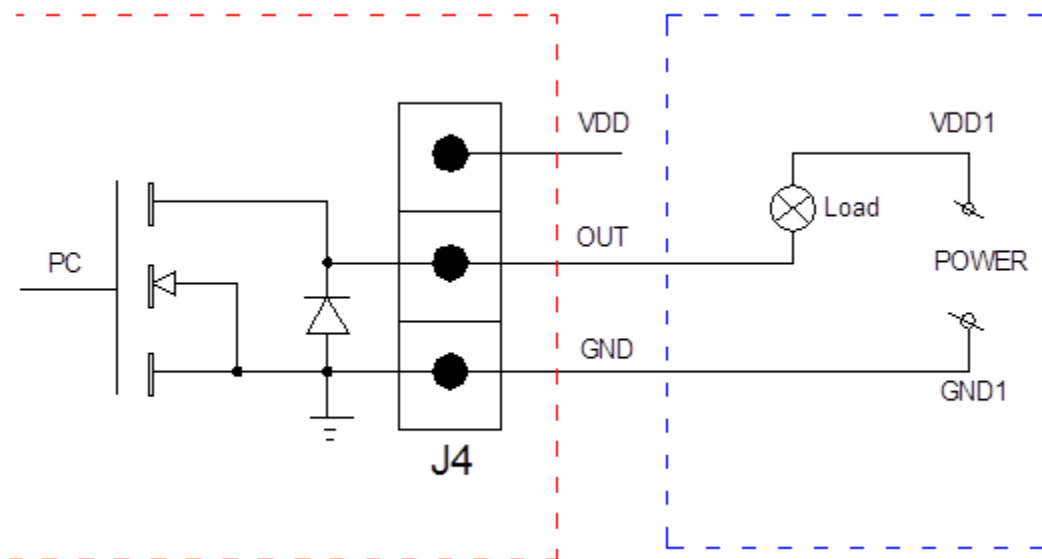 VDD
VDD1
Load
OUT
PC
POWER
GND
GND1
J4